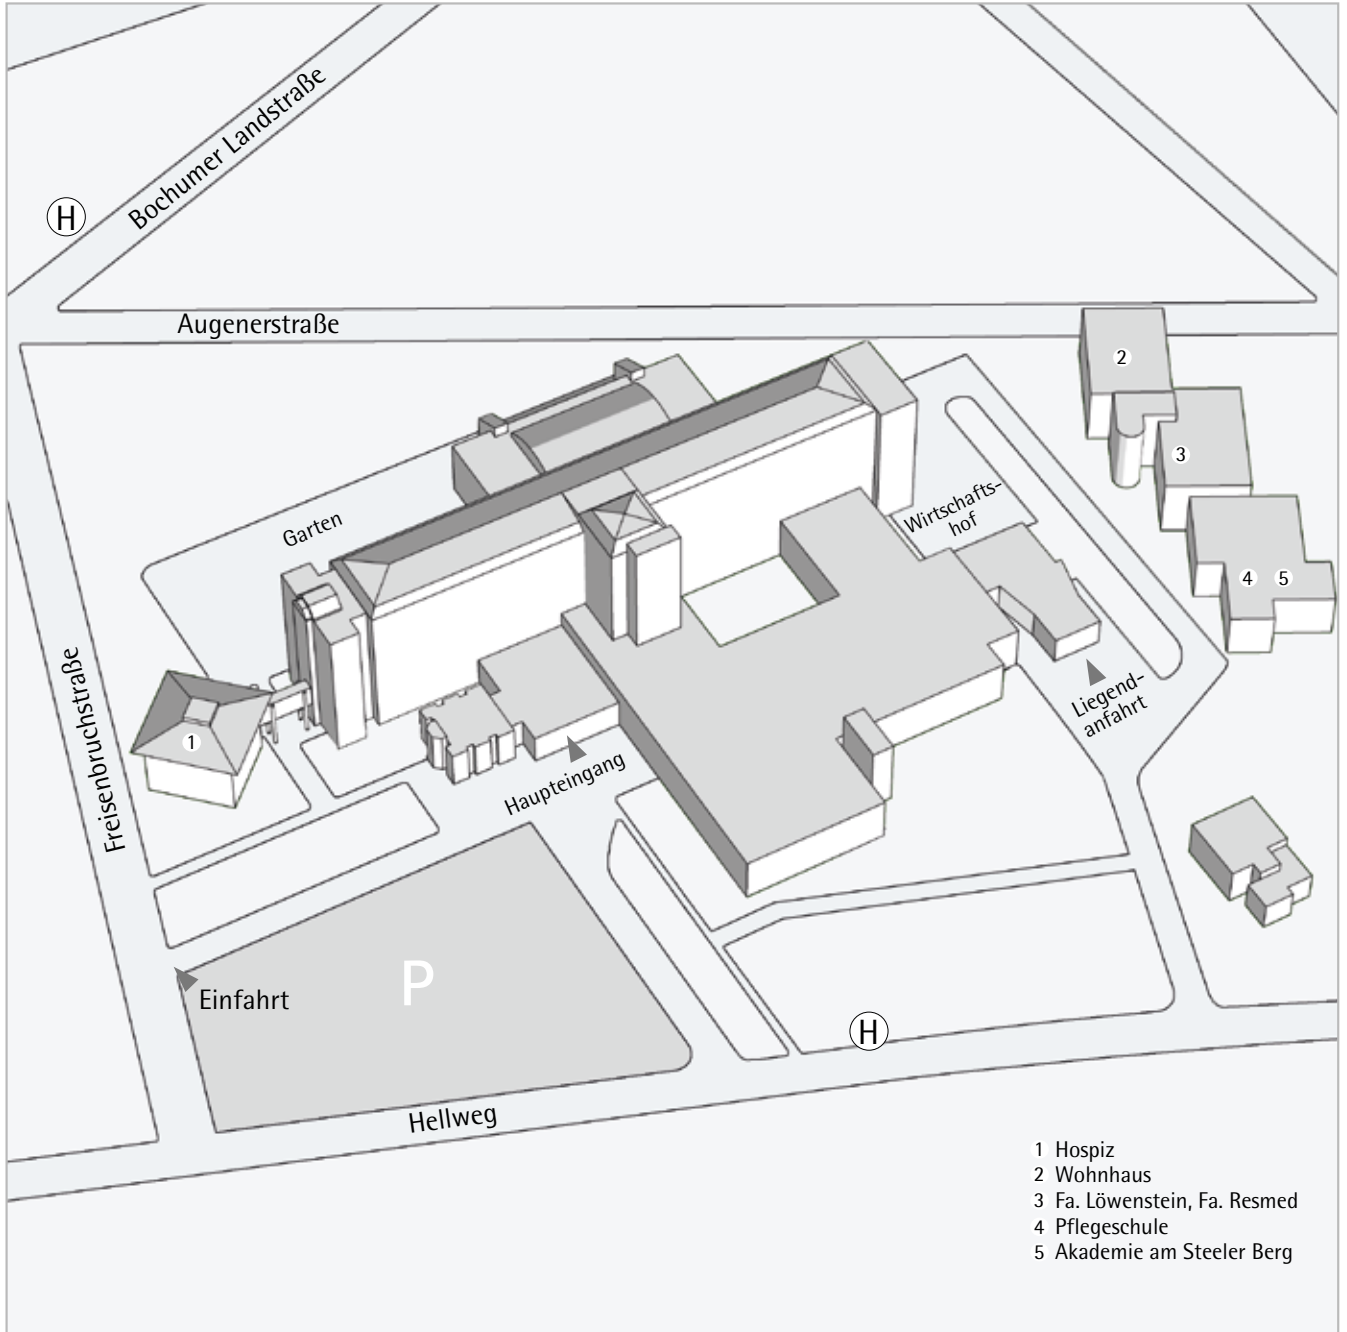 Bochumer Landstraße
H
Augenerstraße
2
3
Wirtschafts-
hof
Garten
4 5
Freisenbruchstraße
1
Liegend-
anfahrt
Haupteingang
P
Einfahrt
H
Hellweg
1 Hospiz
2 Wohnhaus
3 Fa. Löwenstein, Fa. Resmed
4 Pflegeschule
5 Akademie am Steeler Berg